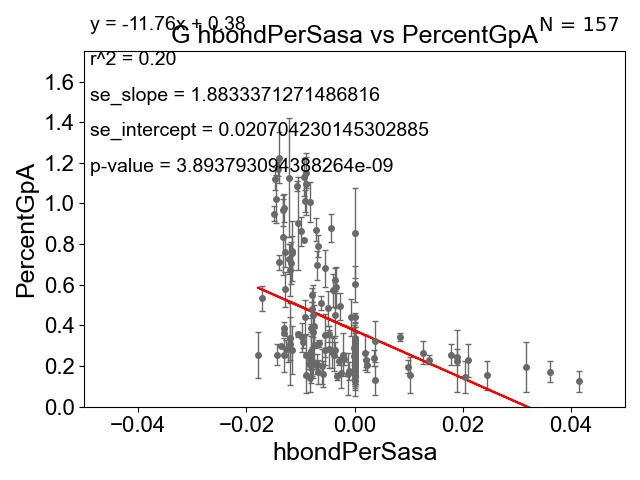 y = -11.76x + 0.38
N = 157
G hbondPerSasa vs PercentGpA
r^2 = 0.20
se_slope = 1.8833371271486816
se_intercept = 0.020704230145302885
p-value = 3.893793094388264e-09
PercentGpA
1.6
1.4
1.2
1.0
0.8
0.6
0.4
0.2
0.0
−0.04 −0.02 0.00 0.02 0.04
hbondPerSasa